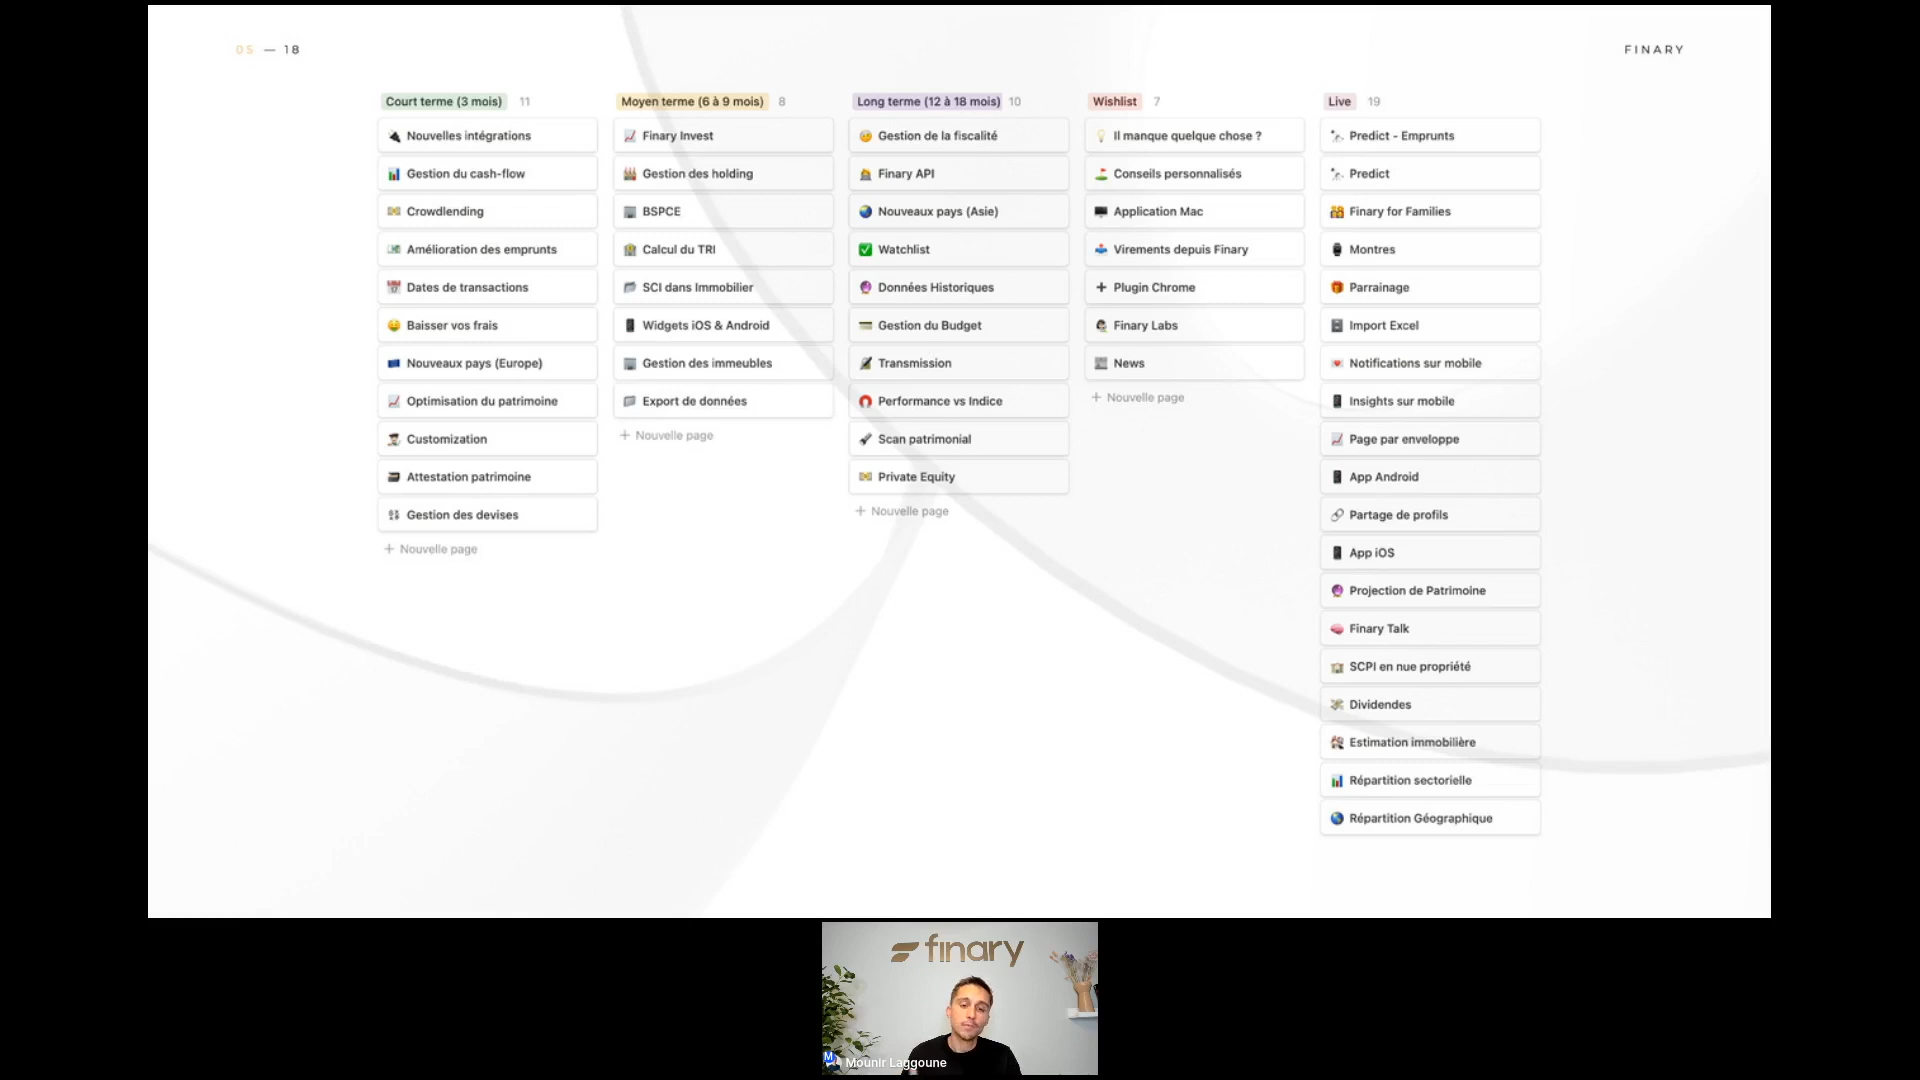 05 — 18
FINARY
Court terme (3 mois) 11
Nouvelles intégrations
Gestion du cash-flow
Crowdlending
Amélioration des emprunts
Dates de transactions
Baisser vos frais
Nouveaux pays (Europe)
Optimisation du patrimoine
Customization
Attestation patrimoine
Gestion des devises
+ Nouvelle page
Moyen terme (6 à 9 mois) 8
Finary Invest
Gestion des holding
BSPCE
Calcul du TRI
SCI dans Immobilier
Widgets iOS & Android
Gestion des immeubles
Export de données
+ Nouvelle page
Long terme (12 à 18 mois) 10
Gestion de la fiscalité
Finary API
Nouveaux pays (Asie)
Watchlist
Données Historiques
Gestion du Budget
Transmission
Performance vs Indice
Scan patrimonial
Private Equity
+ Nouvelle page
Wishlist 7
Il manque quelque chose ?
Conseils personnalisés
Application Mac
Virements depuis Finary
Plugin Chrome
Finary Labs
News
+ Nouvelle page
Live 19
Predict - Emprunts
Predict
Finary for Families
Montres
Parrainage
Import Excel
Notifications sur mobile
Insights sur mobile
Page par enveloppe
App Android
Partage de profils
App iOS
Projection de Patrimoine
Finary Talk
SCPI en nue propriété
Dividendes
Estimation immobilière
Répartition sectorielle
Répartition Géographique
finary
M
Mounir Laggoune